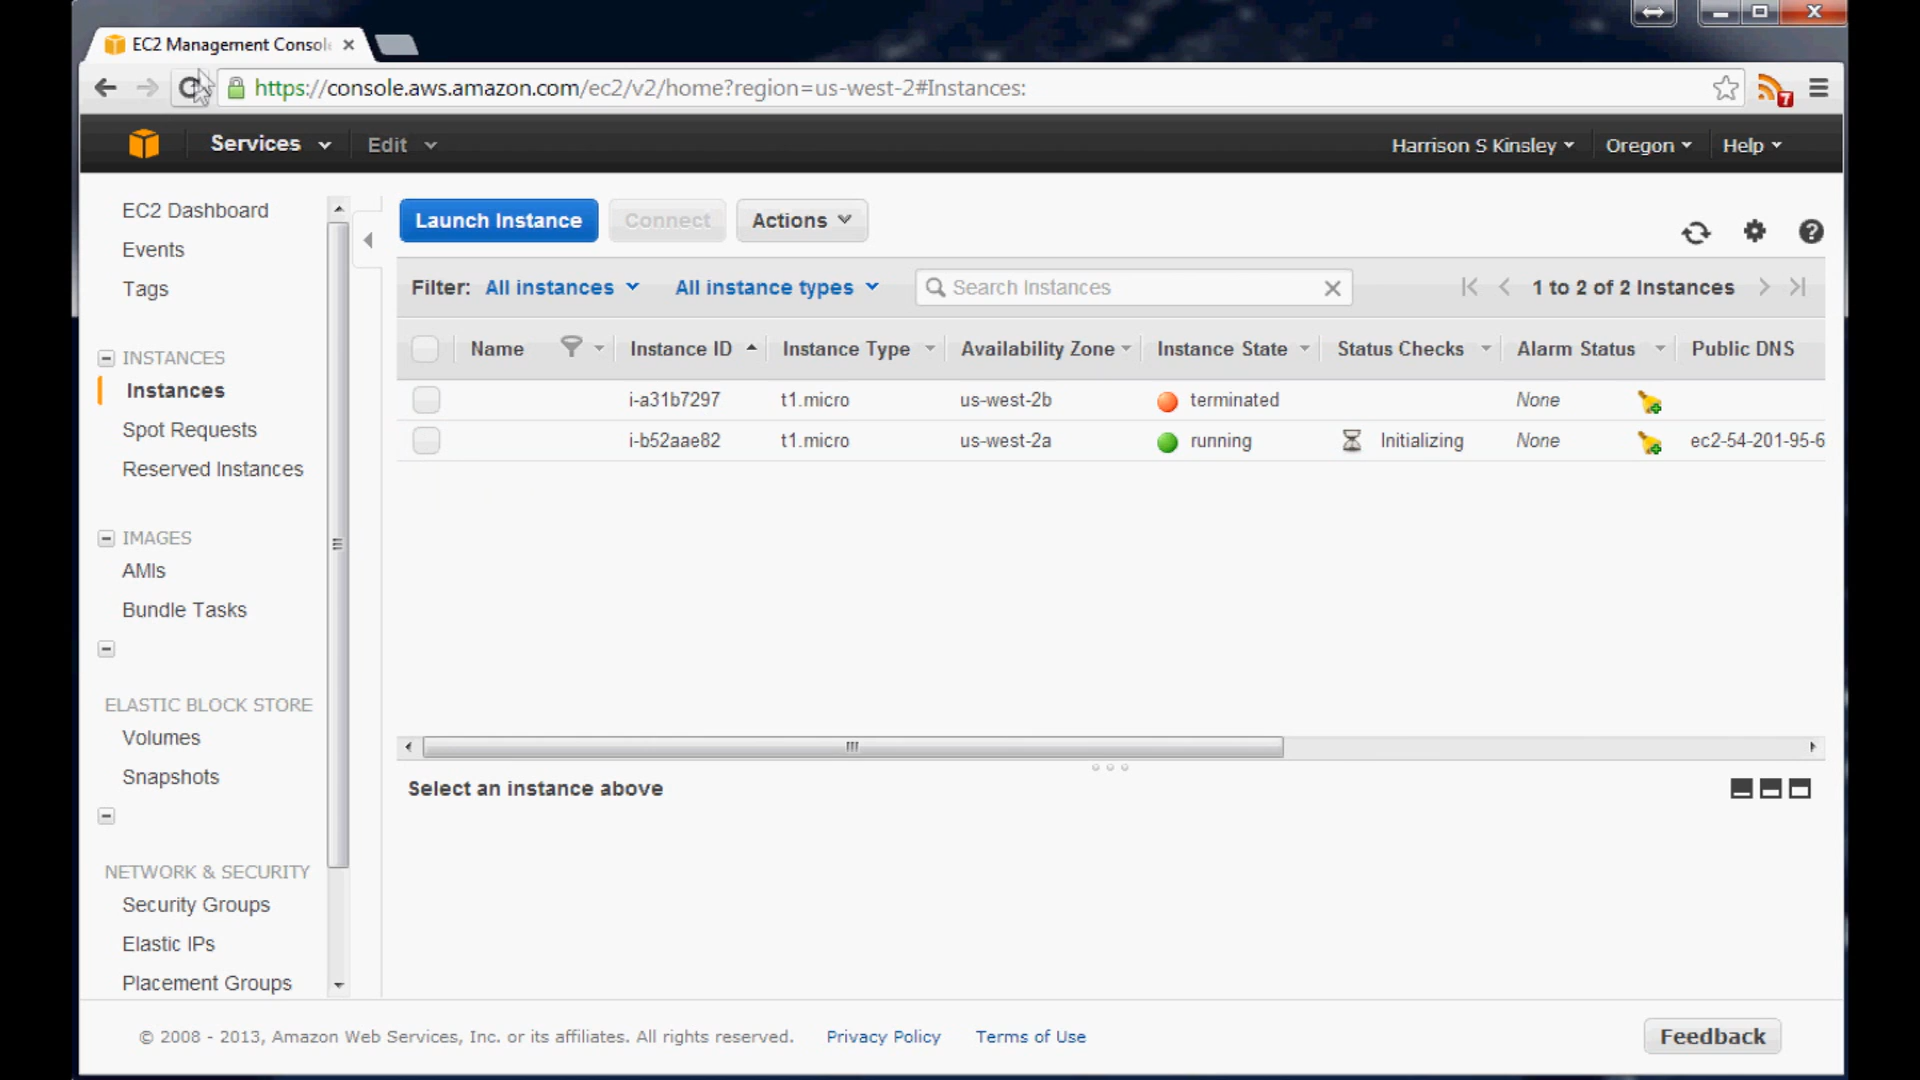 EC2 Management Consol
https://console.aws.amazon.com/ec2/v2/home?region=us-west-2#Instances:
7
Services Edit Harrison S Kinsley Oregon Help
EC2 Dashboard
Events
Tags
INSTANCES
Instances
Spot Requests
Reserved Instances
IMAGES
AMIs
Bundle Tasks
ELASTIC BLOCK STORE
Volumes
Snapshots
NETWORK & SECURITY
Security Groups
Elastic IPs
Placement Groups
Launch Instance Connect Actions
Filter: All instances All instance types Search Instances 1 to 2 of 2 Instances
Name Instance ID Instance Type Availability Zone Instance State Status Checks Alarm Status Public DNS
i-a31b7297 t1.micro us-west-2b terminated None
i-b52aae82 t1.micro us-west-2a running Initializing None ec2-54-201-95-6
Select an instance above
© 2008 - 2013, Amazon Web Services, Inc. or its affiliates. All rights reserved. Privacy Policy Terms of Use Feedback